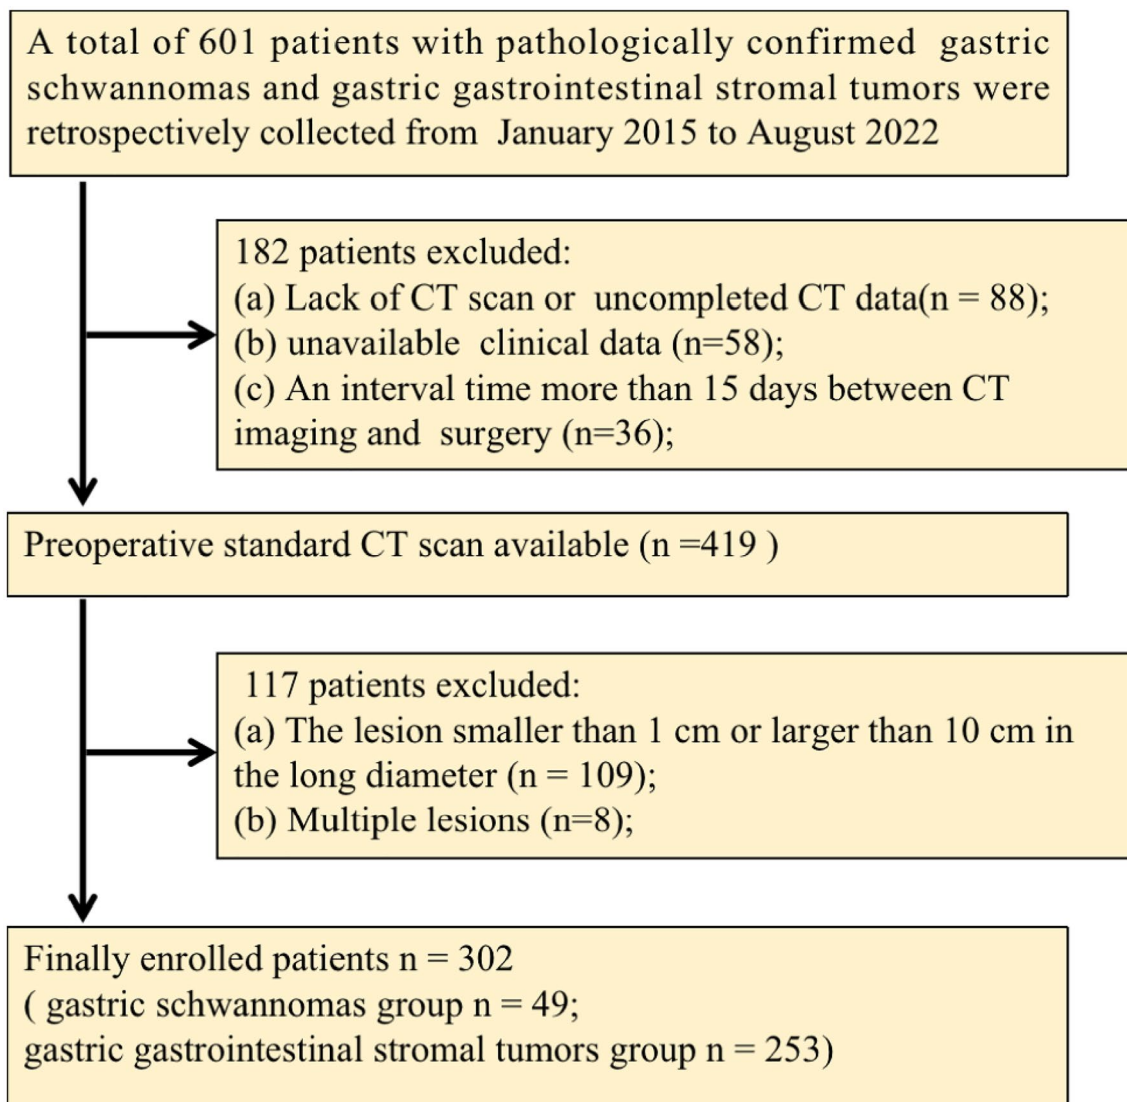 A total of 601 patients with pathologically confirmed gastric
schwannomas and gastric gastrointestinal stromal tumors were
retrospectively collected from January 2015 to August 2022
182 patients excluded:
(a) Lack of CT scan or uncompleted CT data(n = 88);
(b) unavailable clinical data (n=58);
(c) An interval time more than 15 days between CT
imaging and surgery (n=36);
Preoperative standard CT scan available (n =419 )
117 patients excluded:
(a) The lesion smaller than 1 cm or larger than 10 cm in
the long diameter (n = 109);
(b) Multiple lesions (n=8);
Finally enrolled patients n = 302
( gastric schwannomas group n = 49;
gastric gastrointestinal stromal tumors group n = 253)